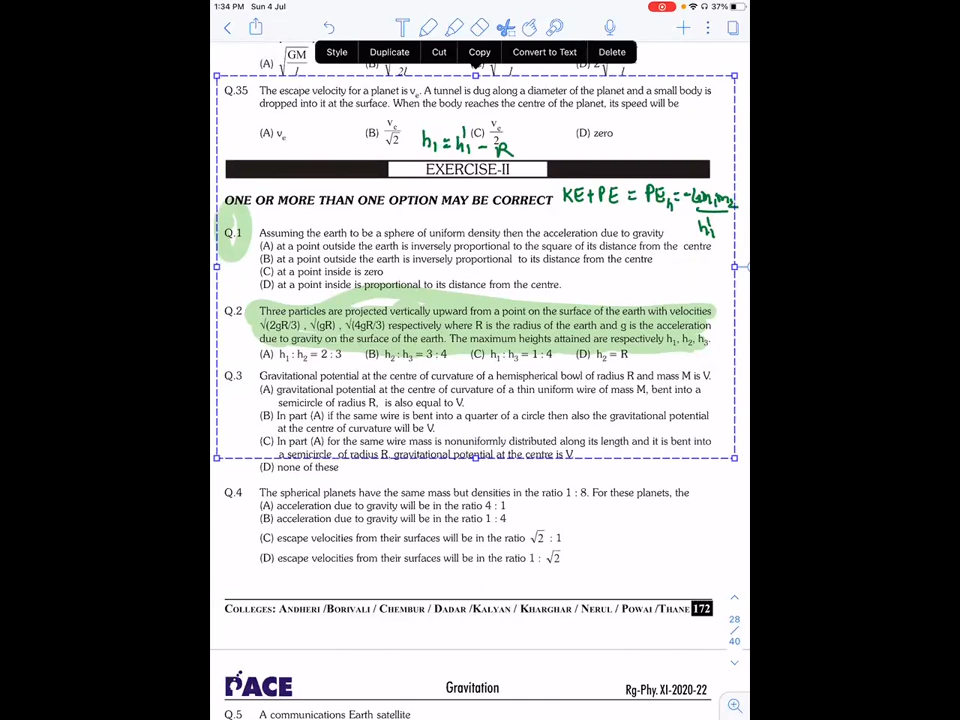 1:34 PM Sun 4 Jul
37%
Style Duplicate Cut Copy Convert to Text Delete
(A) √GM
2l
Q.35 The escape velocity for a planet is vₑ. A tunnel is dug along a diameter of the planet and a small body is
dropped into it at the surface. When the body reaches the centre of the planet, its speed will be
(A) vₑ (B) vₑ/√2 (C) vₑ/2 (D) zero
h₁ = h₁' − R
EXERCISE-II
ONE OR MORE THAN ONE OPTION MAY BE CORRECT
KE+PE = PEₕ = -Gm₁m₂/h₁'
Q.1 Assuming the earth to be a sphere of uniform density then the acceleration due to gravity
(A) at a point outside the earth is inversely proportional to the square of its distance from the centre
(B) at a point outside the earth is inversely proportional to its distance from the centre
(C) at a point inside is zero
(D) at a point inside is proportional to its distance from the centre.
Q.2 Three particles are projected vertically upward from a point on the surface of the earth with velocities
√(2gR/3) , √(gR) , √(4gR/3) respectively where R is the radius of the earth and g is the acceleration
due to gravity on the surface of the earth. The maximum heights attained are respectively h₁, h₂, h₃.
(A) h₁ : h₂ = 2 : 3 (B) h₂ : h₃ = 3 : 4 (C) h₁ : h₃ = 1 : 4 (D) h₂ = R
Q.3 Gravitational potential at the centre of curvature of a hemispherical bowl of radius R and mass M is V.
(A) gravitational potential at the centre of curvature of a thin uniform wire of mass M, bent into a
semicircle of radius R, is also equal to V.
(B) In part (A) if the same wire is bent into a quarter of a circle then also the gravitational potential
at the centre of curvature will be V.
(C) In part (A) for the same wire mass is nonuniformly distributed along its length and it is bent into
a semicircle of radius R, gravitational potential at the centre is V
(D) none of these
Q.4 The spherical planets have the same mass but densities in the ratio 1 : 8. For these planets, the
(A) acceleration due to gravity will be in the ratio 4 : 1
(B) acceleration due to gravity will be in the ratio 1 : 4
(C) escape velocities from their surfaces will be in the ratio √2 : 1
(D) escape velocities from their surfaces will be in the ratio 1 : √2
COLLEGES: ANDHERI /BORIVALI / CHEMBUR / DADAR /KALYAN / KHARGHAR / NERUL / POWAI /THANE 172
28
/
40
PACE Gravitation Rg-Phy. XI-2020-22
Q.5 A communications Earth satellite